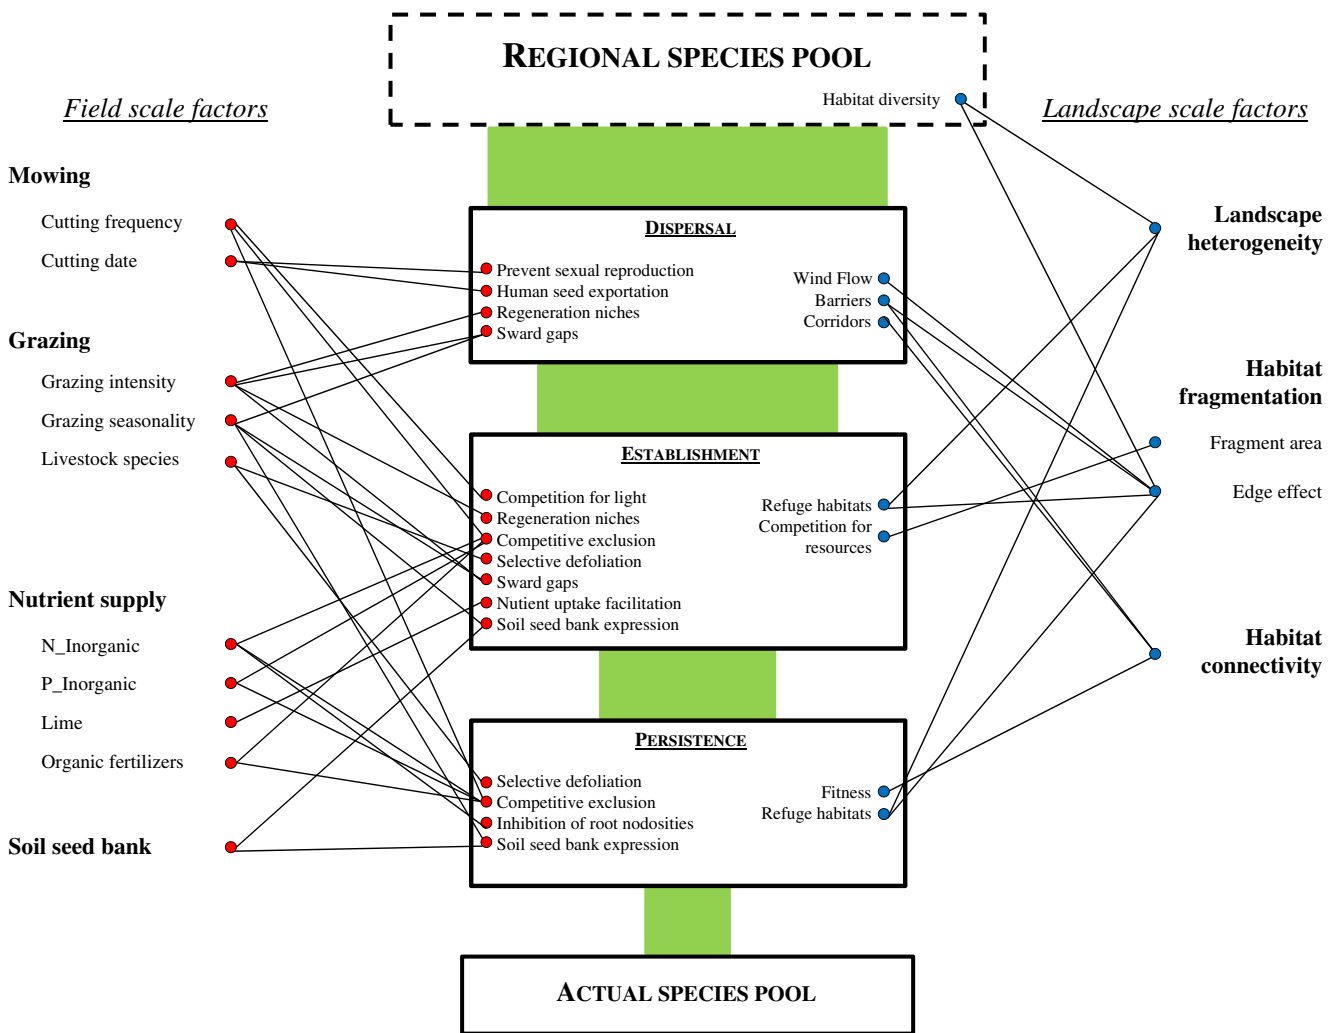 REGIONAL SPECIES POOL
Habitat diversity
Field scale factors
Landscape scale factors
Mowing
Cutting frequency
Cutting date
Grazing
Grazing intensity
Grazing seasonality
Livestock species
Nutrient supply
N_Inorganic
P_Inorganic
Lime
Organic fertilizers
Soil seed bank
DISPERSAL
Prevent sexual reproduction
Human seed exportation
Regeneration niches
Sward gaps
Wind Flow
Barriers
Corridors
ESTABLISHMENT
Competition for light
Regeneration niches
Competitive exclusion
Selective defoliation
Sward gaps
Nutient uptake facilitation
Soil seed bank expression
Refuge habitats
Competition for
resources
PERSISTENCE
Selective defoliation
Competitive exclusion
Inhibition of root nodosities
Soil seed bank expression
Fitness
Refuge habitats
Landscape
heterogeneity
Habitat
fragmentation
Fragment area
Edge effect
Habitat
connectivity
ACTUAL SPECIES POOL